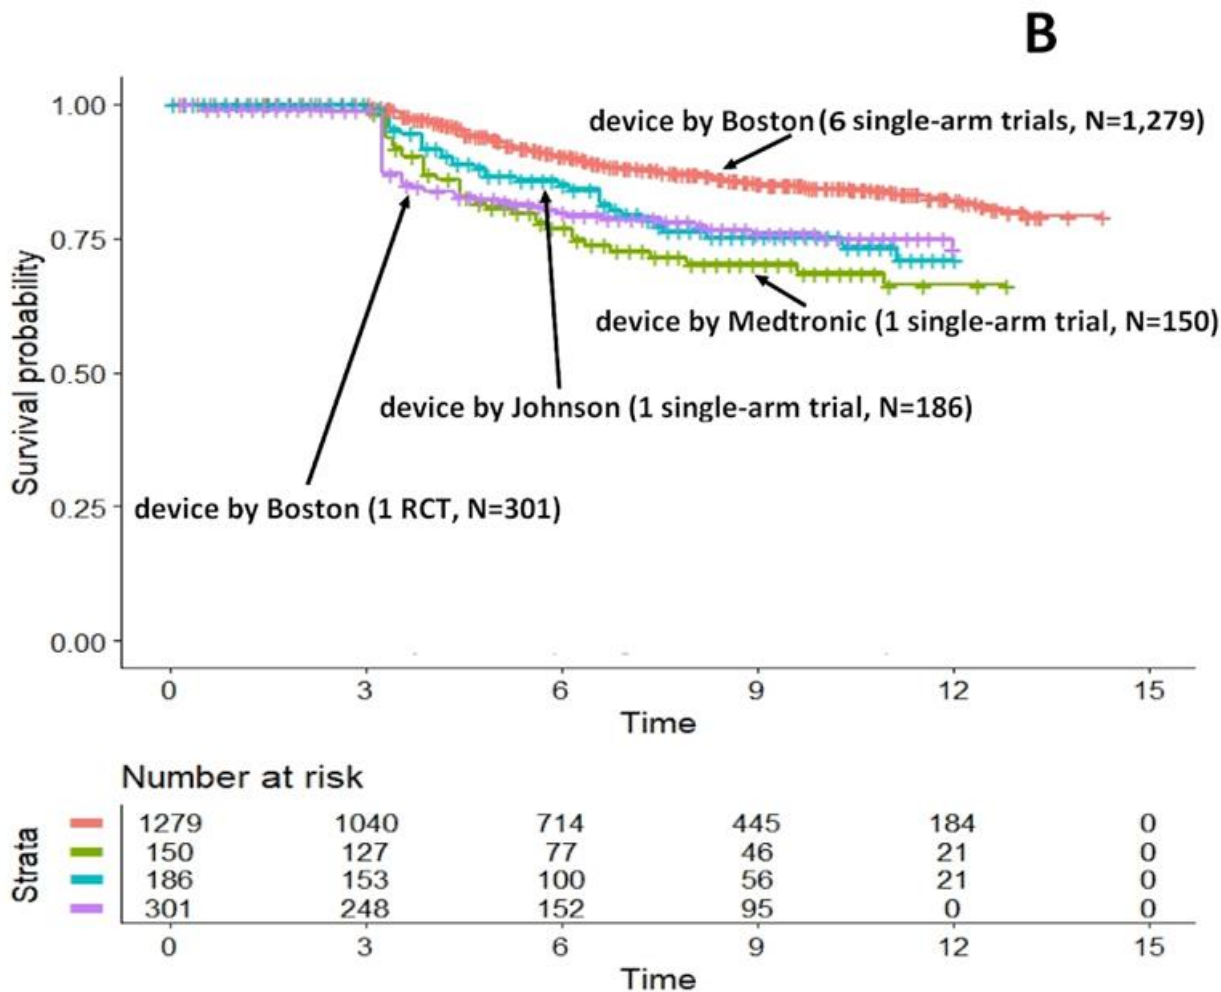 B
1.00
0.75
0.50
0.25
0.00
Survival probability
device by Boston (6 single-arm trials, N=1,279)
device by Medtronic (1 single-arm trial, N=150)
device by Johnson (1 single-arm trial, N=186)
device by Boston (1 RCT, N=301)
0 3 6 9 12 15
Time
Number at risk
Strata
1279 1040 714 445 184 0
150 127 77 46 21 0
186 153 100 56 21 0
301 248 152 95 0 0
0 3 6 9 12 15
Time